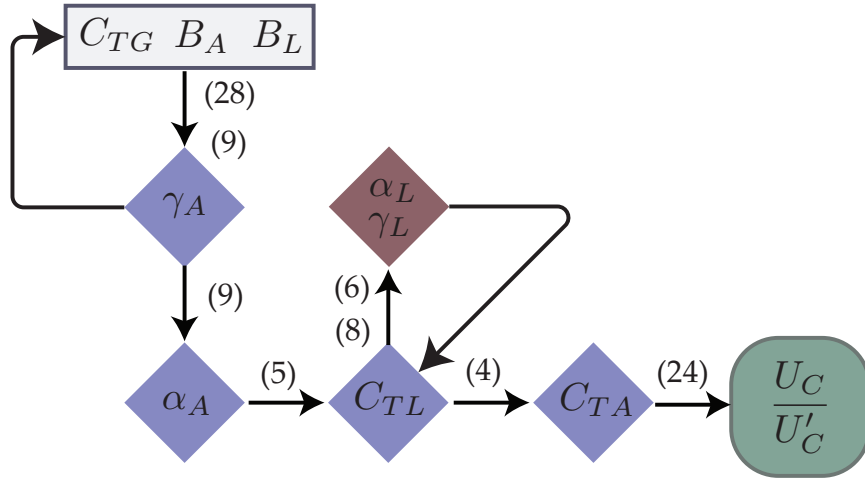 C_{TG} B_A B_L
(28)
(9)
γ_A
α_L
γ_L
(9)
(6)
(8)
α_A
(5)
C_{TL}
(4)
C_{TA}
(24)
U_C
U'_C